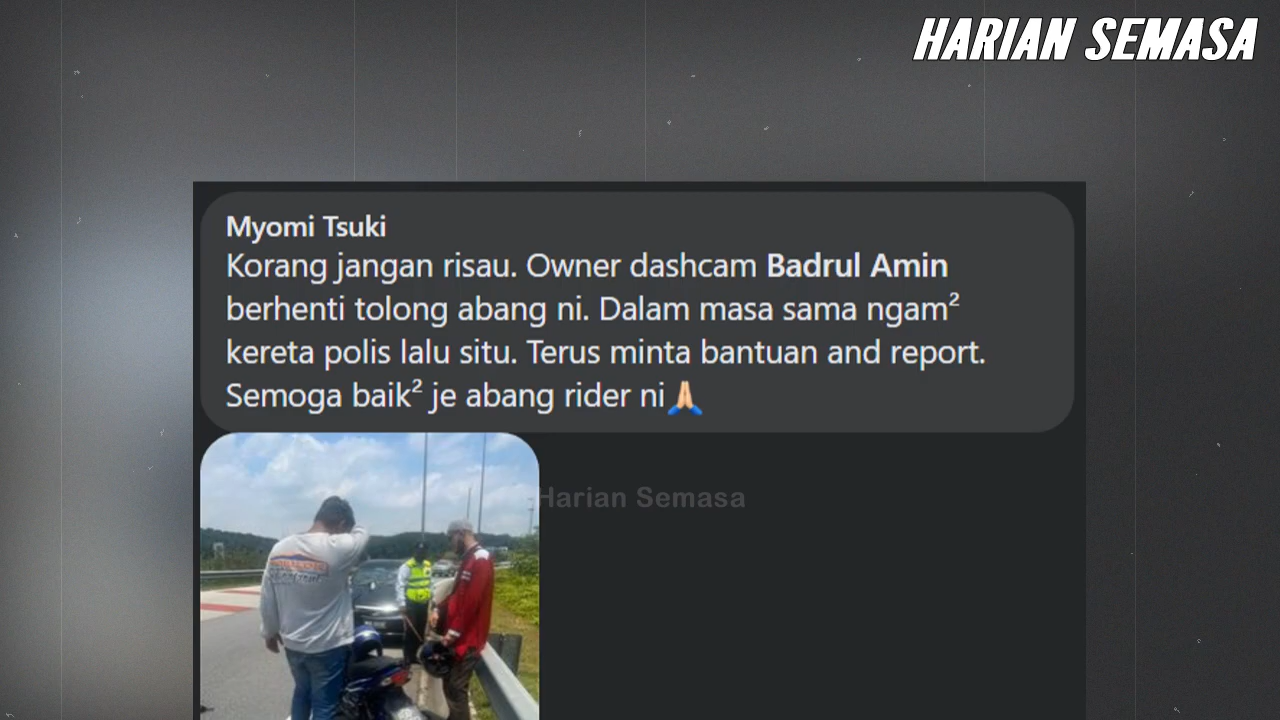 HARIAN SEMASA
Myomi Tsuki
Korang jangan risau. Owner dashcam Badrul Amin
berhenti tolong abang ni. Dalam masa sama ngam²
kereta polis lalu situ. Terus minta bantuan and report.
Semoga baik² je abang rider ni🙏🏻
Harian Semasa